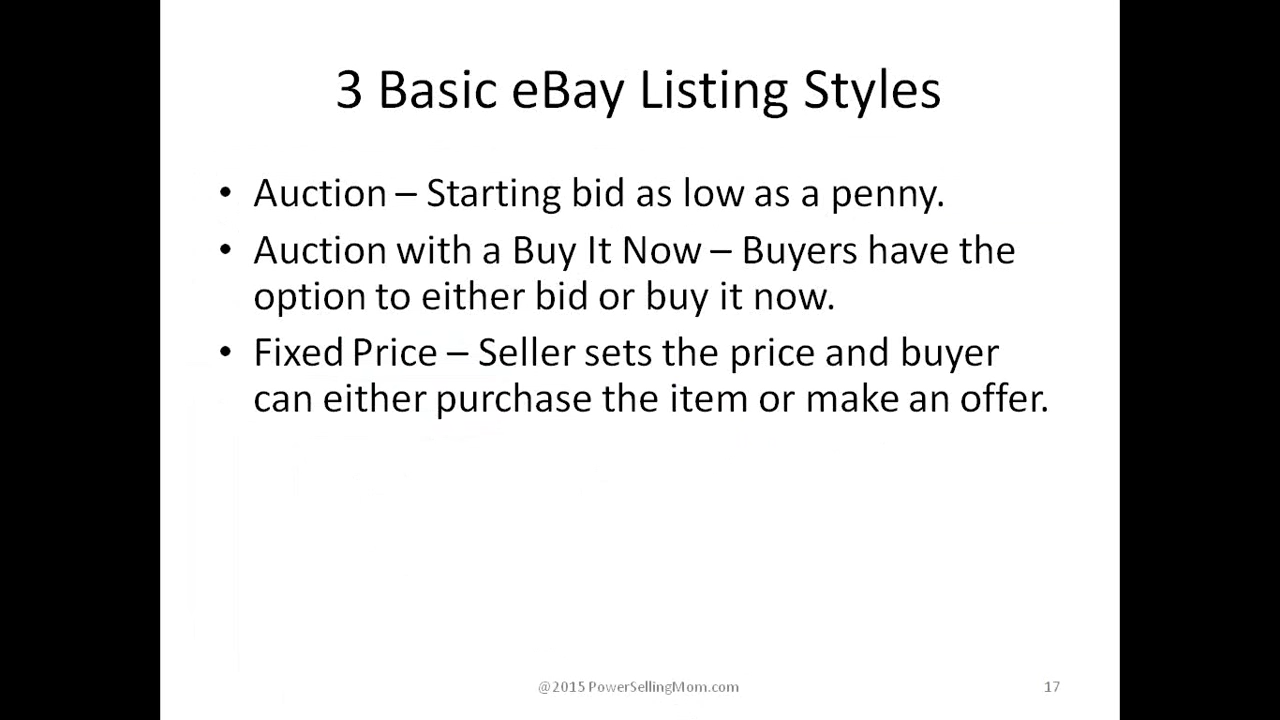 3 Basic eBay Listing Styles
• Auction – Starting bid as low as a penny.
• Auction with a Buy It Now – Buyers have the
option to either bid or buy it now.
• Fixed Price – Seller sets the price and buyer
can either purchase the item or make an offer.
@2015 PowerSellingMom.com
17